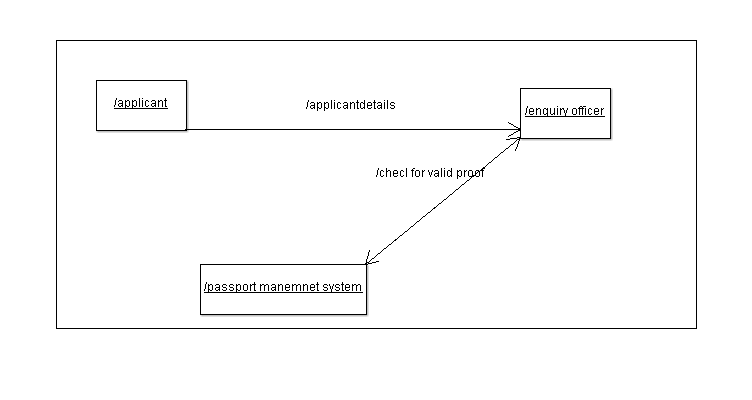 /applicant
/applicantdetails
/enquiry officer
/checl for valid proof
/passport manemnet system